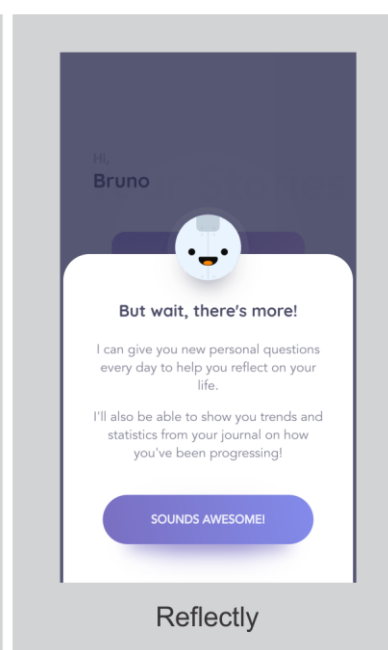 Hi,
Bruno
But wait, there's more!
I can give you new personal questions
every day to help you reflect on your
life.
I'll also be able to show you trends and
statistics from your journal on how
you've been progressing!
SOUNDS AWESOME!
Reflectly